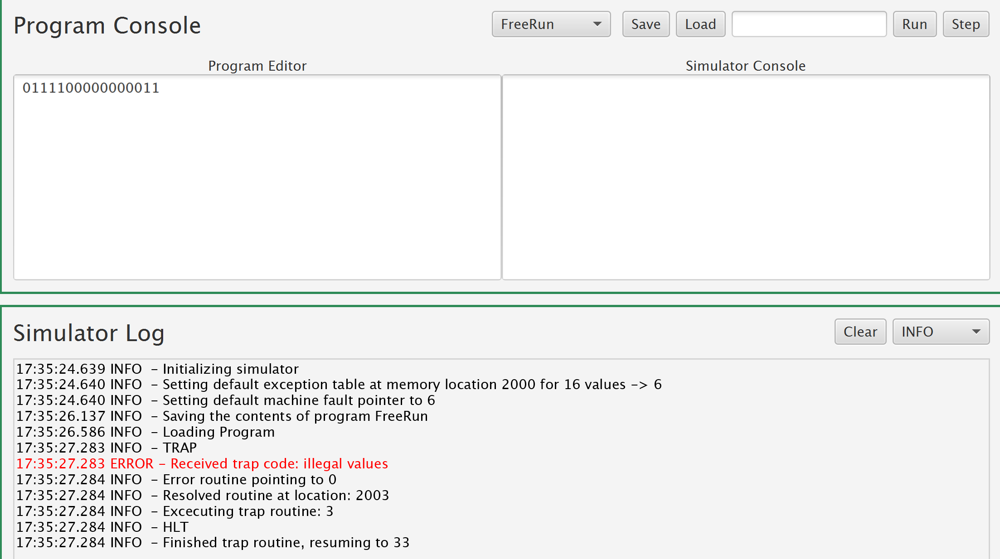 Program Console
FreeRun
Save
Load
Run
Step
Program Editor
Simulator Console
0111100000000011
Simulator Log
Clear
INFO
17:35:24.639 INFO  – Initializing simulator
17:35:24.640 INFO  – Setting default exception table at memory location 2000 for 16 values –> 6
17:35:24.640 INFO  – Setting default machine fault pointer to 6
17:35:26.137 INFO  – Saving the contents of program FreeRun
17:35:26.586 INFO  – Loading Program
17:35:27.283 INFO  – TRAP
17:35:27.283 ERROR – Received trap code: illegal values
17:35:27.284 INFO  – Error routine pointing to 0
17:35:27.284 INFO  – Resolved routine at location: 2003
17:35:27.284 INFO  – Excecuting trap routine: 3
17:35:27.284 INFO  – HLT
17:35:27.284 INFO  – Finished trap routine, resuming to 33